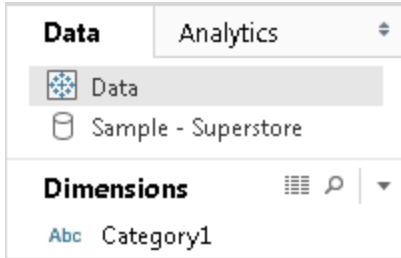 Data Analytics
Data
Sample - Superstore
Dimensions
Abc Category1